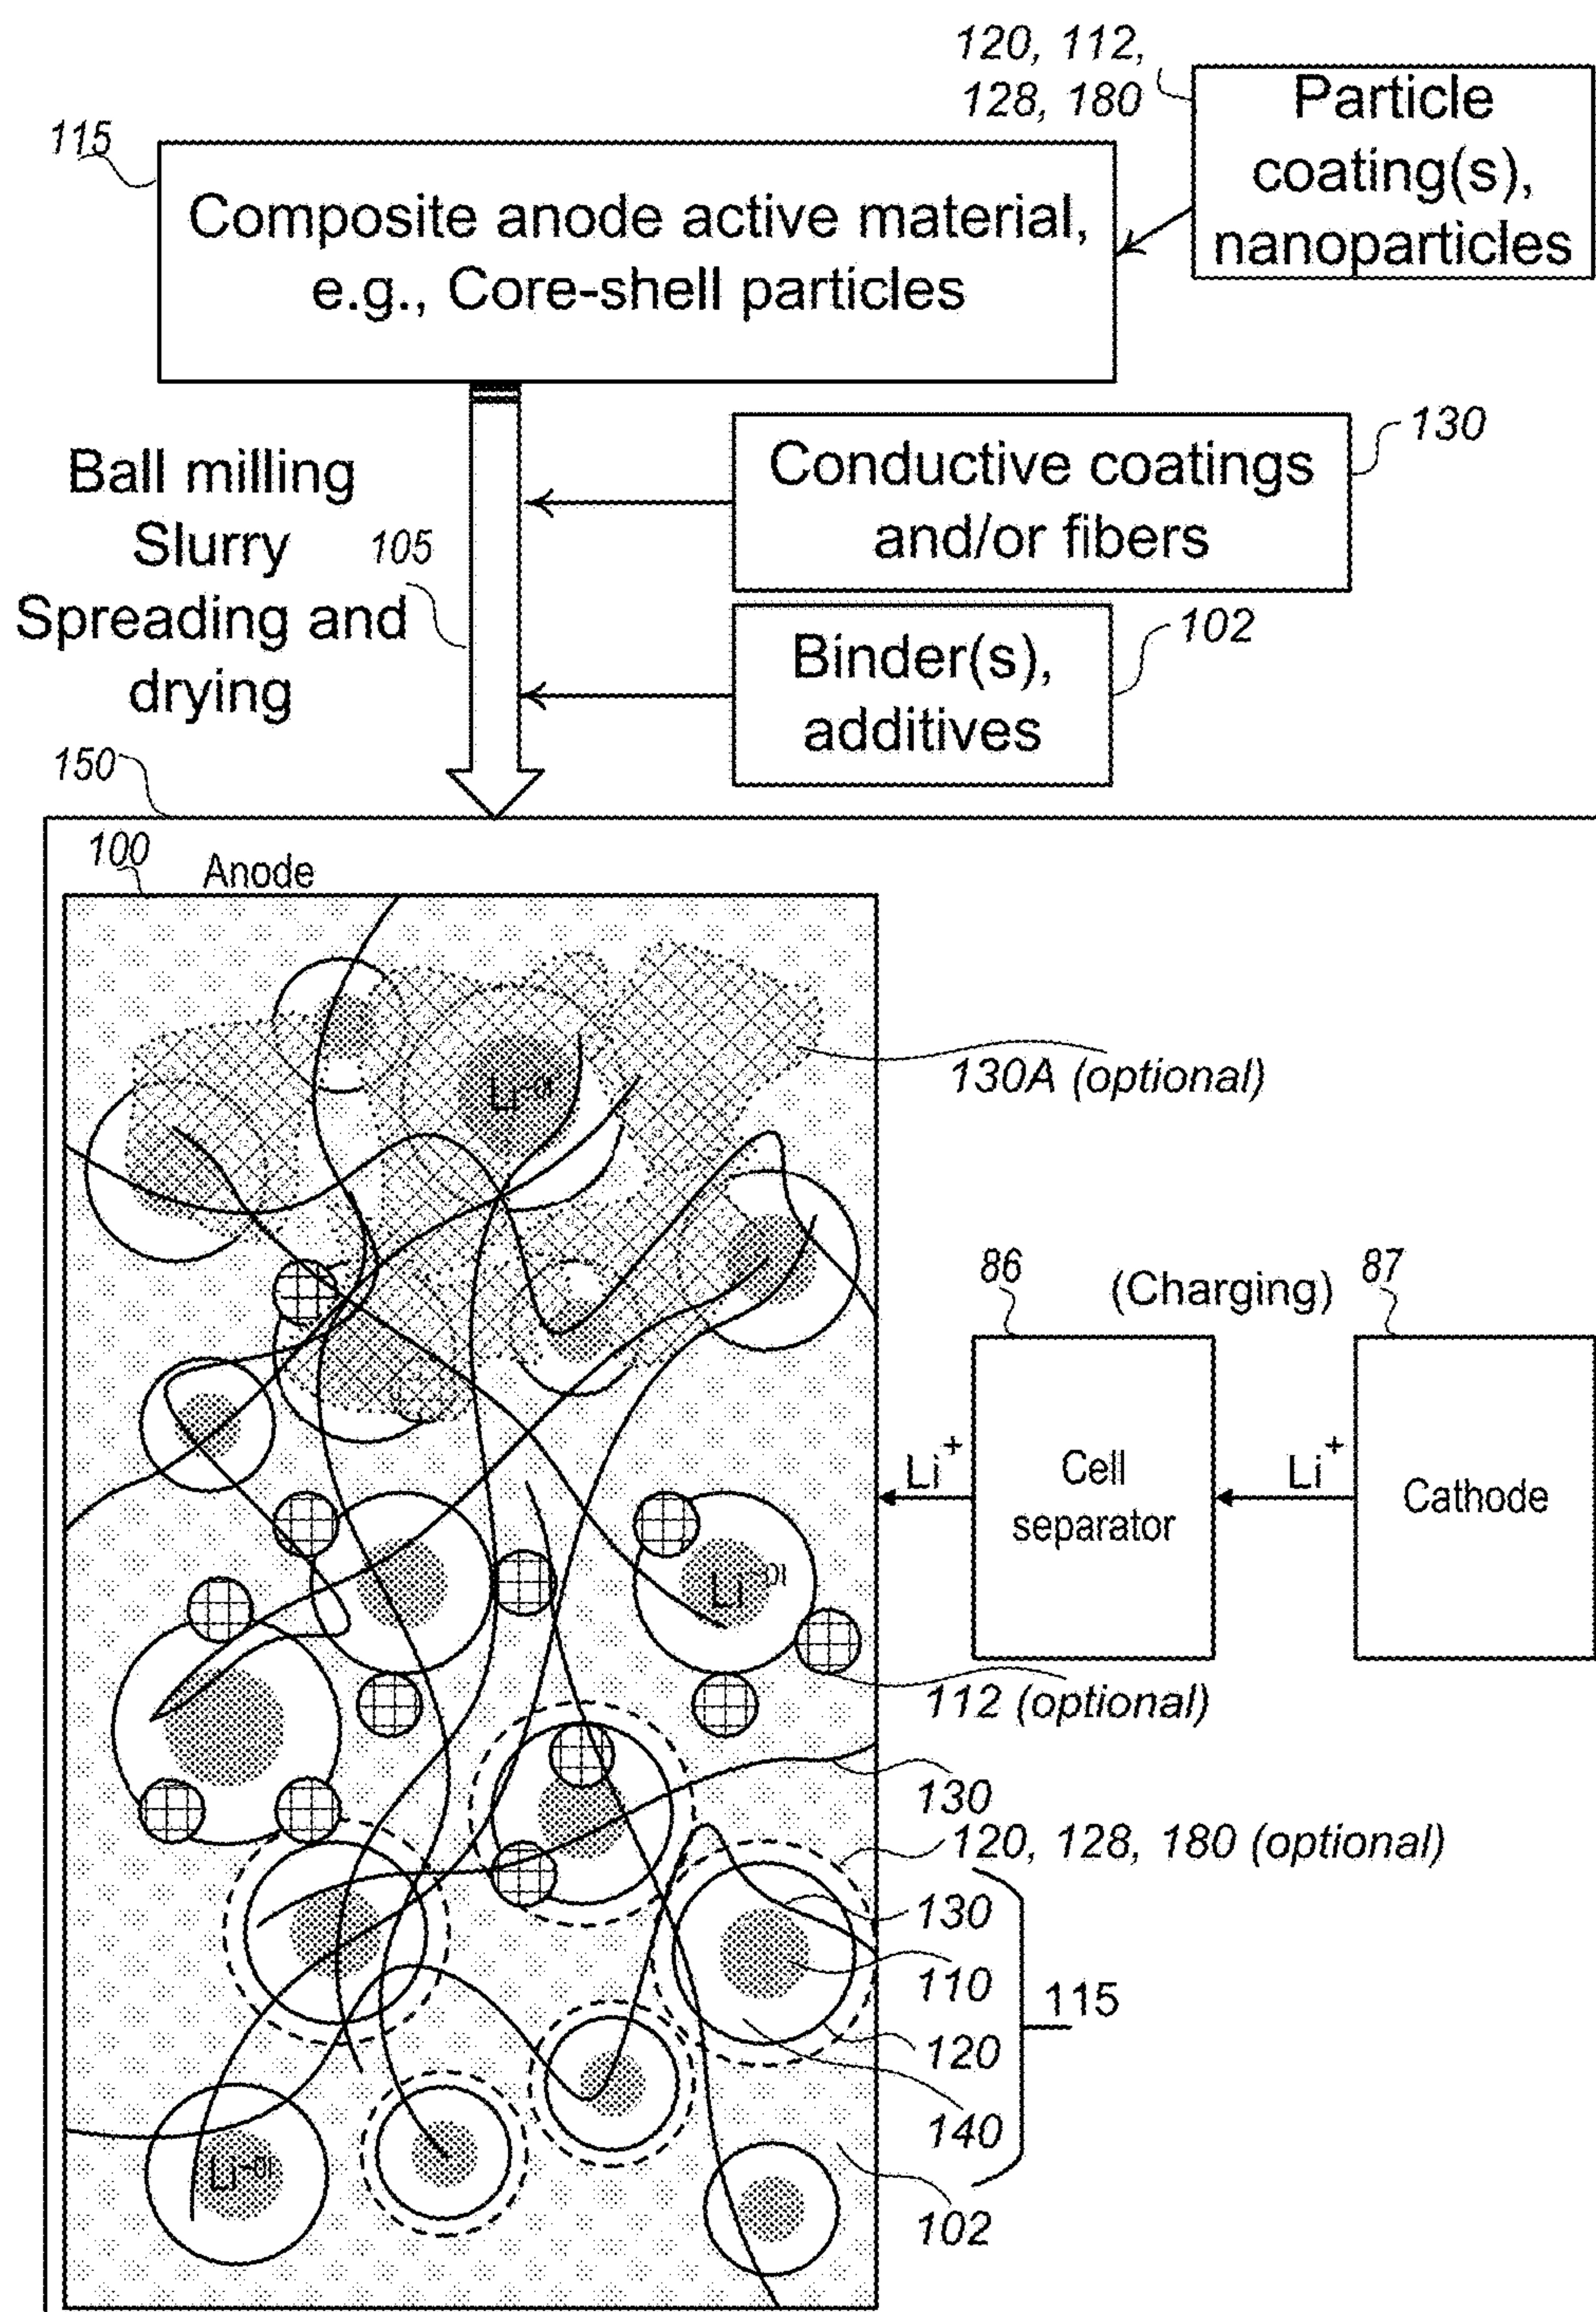 120, 112,
128, 180
Particle
coating(s),
nanoparticles
115
Composite anode active material,
e.g., Core-shell particles
130
Conductive coatings
and/or fibers
Ball milling
Slurry
Spreading and
drying
105
102
Binder(s),
additives
150
100
Anode
130A (optional)
86
(Charging)
87
Li+
Cell
separator
Li+
Cathode
112 (optional)
130
120, 128, 180 (optional)
130
110
115
120
140
102